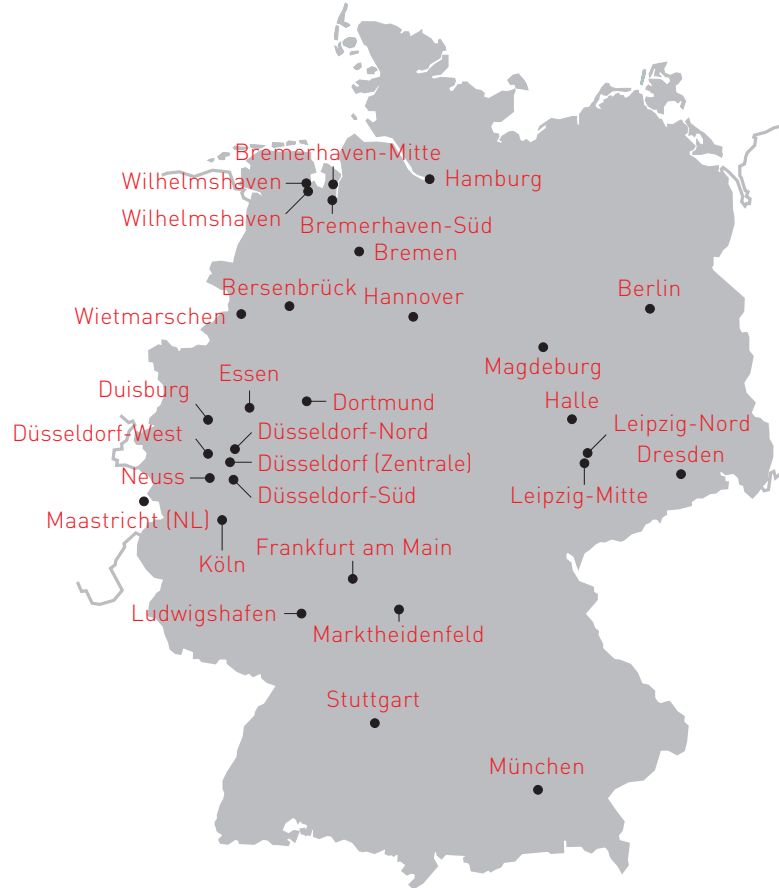 Bremerhaven-Mitte
Wilhelmshaven
Hamburg
Wilhelmshaven
Bremerhaven-Süd
Bremen
Bersenbrück
Hannover
Berlin
Wietmarschen
Magdeburg
Essen
Duisburg
Dortmund
Halle
Düsseldorf-West
Düsseldorf-Nord
Leipzig-Nord
Düsseldorf (Zentrale)
Dresden
Neuss
Düsseldorf-Süd
Leipzig-Mitte
Maastricht (NL)
Köln
Frankfurt am Main
Ludwigshafen
Marktheidenfeld
Stuttgart
München